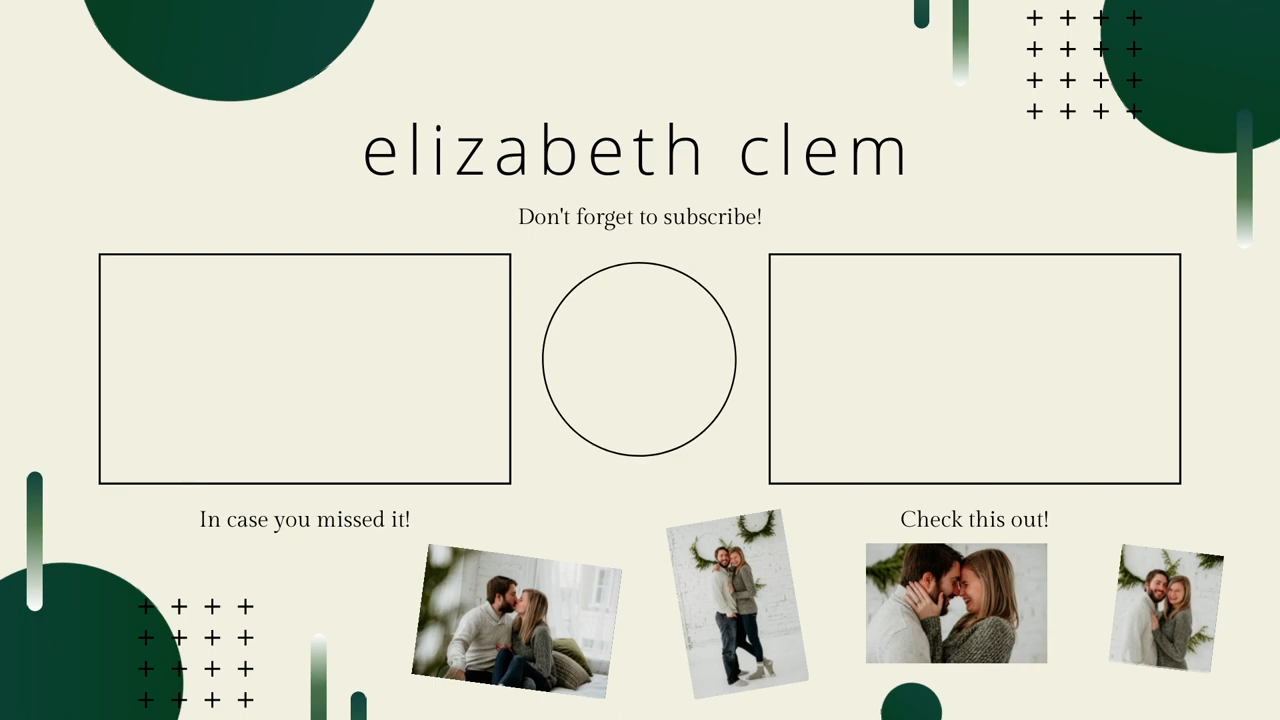 elizabeth clem
Don't forget to subscribe!
In case you missed it!
Check this out!